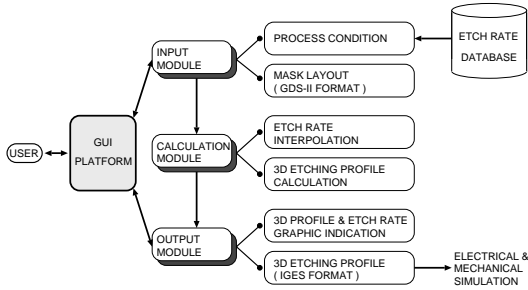 INPUT
MODULE
PROCESS CONDITION
ETCH RATE
DATABASE
MASK LAYOUT
( GDS-II FORMAT )
USER
GUI
PLATFORM
CALCULATION
MODULE
ETCH RATE
INTERPOLATION
3D ETCHING PROFILE
CALCULATION
OUTPUT
MODULE
3D PROFILE & ETCH RATE
GRAPHIC INDICATION
3D ETCHING PROFILE
( IGES FORMAT )
ELECTRICAL &
MECHANICAL
SIMULATION